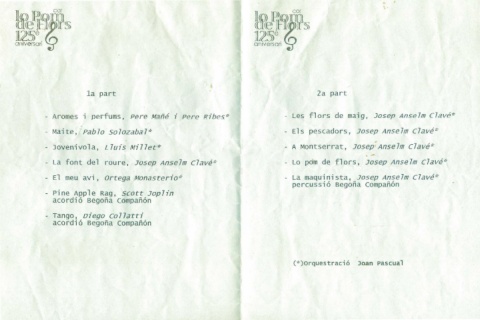 cor
lo Pom
de Flors
125è
aniversari
1a part
- Aromes i perfums, Pere Mañé i Pere Ribes*
- Maite, Pablo Solozabal*
- Jovenívola, Lluís Millet*
- La font del roure, Josep Anselm Clavé*
- El meu avi, Ortega Monasterio*
- Pine Apple Rag, Scott Joplin
acordió Begoña Compañón
- Tango, Diego Collatti
acordió Begoña Compañón
cor
lo Pom
de Flors
125è
aniversari
2a part
- Les flors de maig, Josep Anselm Clavé*
- Els pescadors, Josep Anselm Clavé*
- A Montserrat, Josep Anselm Clavé*
- Lo pom de flors, Josep Anselm Clavé*
- La maquinista, Josep Anselm Clavé*
percussió Begoña Compañón
(*)Orquestració Joan Pascual